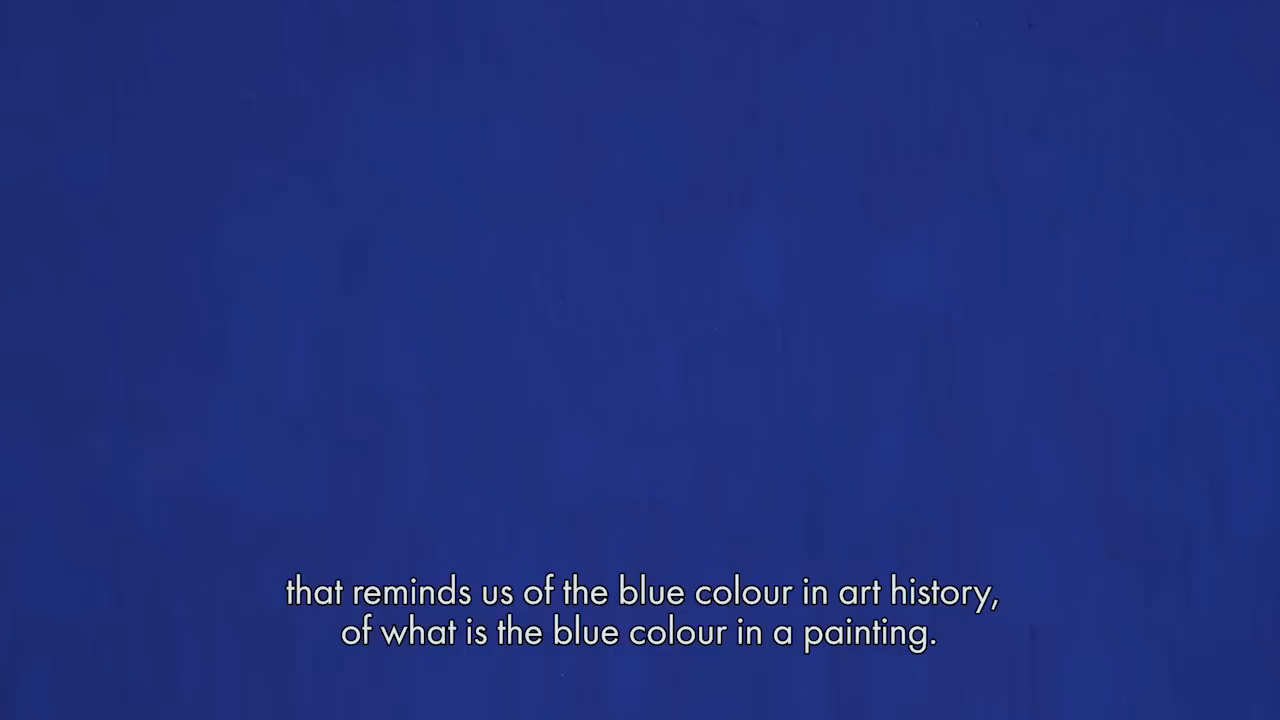 that reminds us of the blue colour in art history,
of what is the blue colour in a painting.